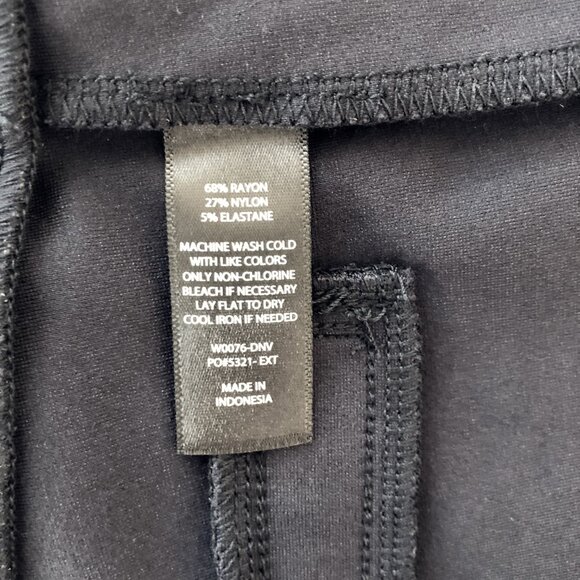 68% RAYON
27% NYLON
5% ELASTANE
MACHINE WASH COLD
WITH LIKE COLORS
ONLY NON-CHLORINE
BLEACH IF NECESSARY
LAY FLAT TO DRY
COOL IRON IF NEEDED
W0076-DNV
PO#5321- EXT
MADE IN
INDONESIA